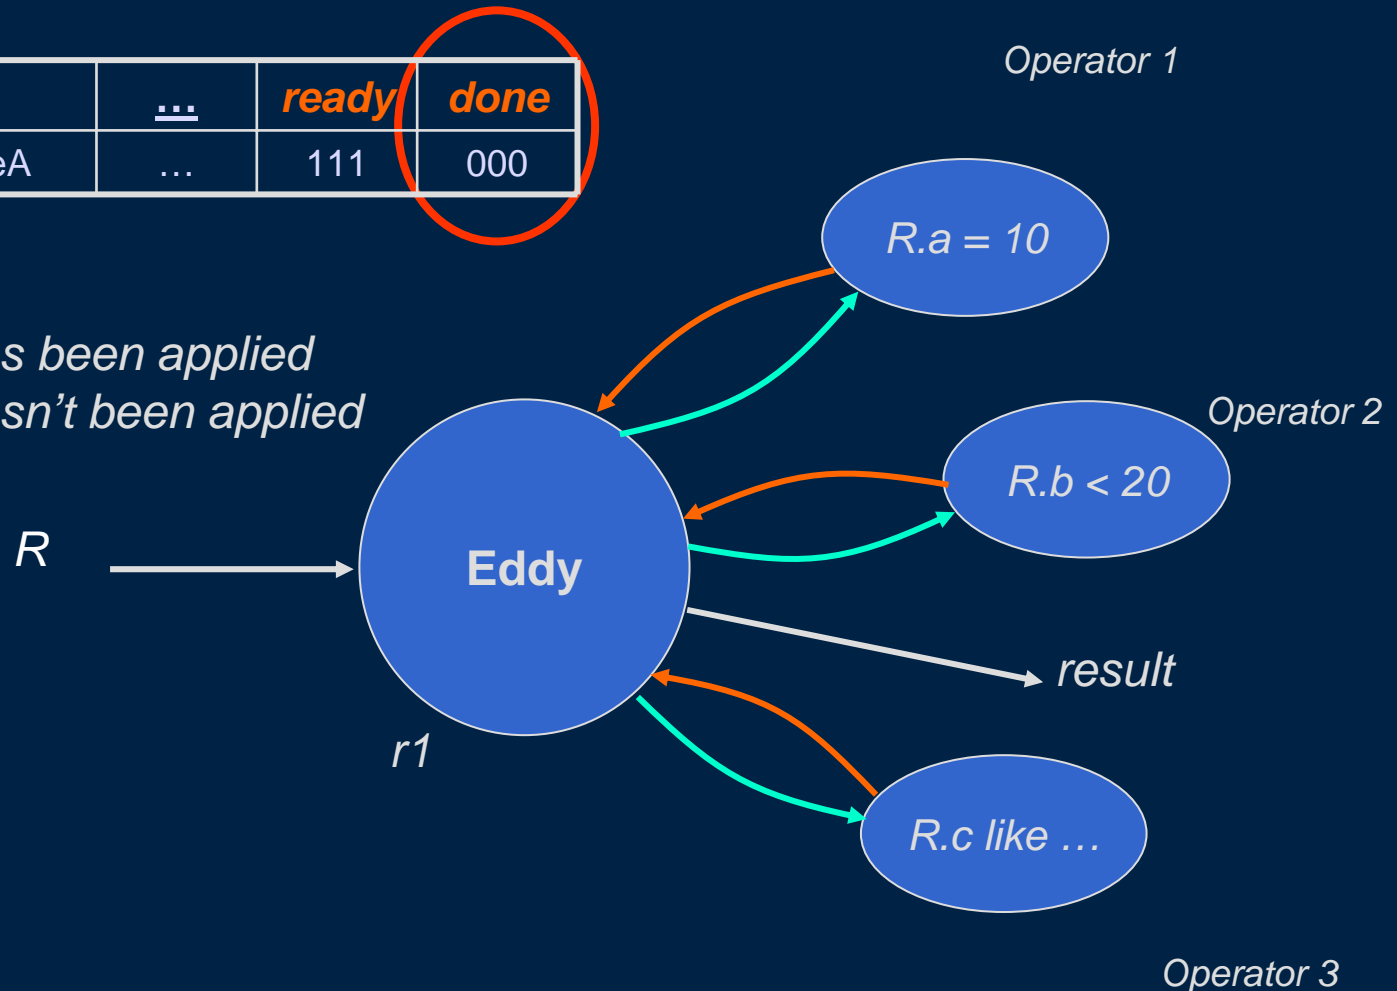 Operator 1
… ready done
eA … 111 000
R.a = 10
s been applied
sn't been applied
Operator 2
R.b < 20
R
Eddy
result
r1
R.c like …
Operator 3